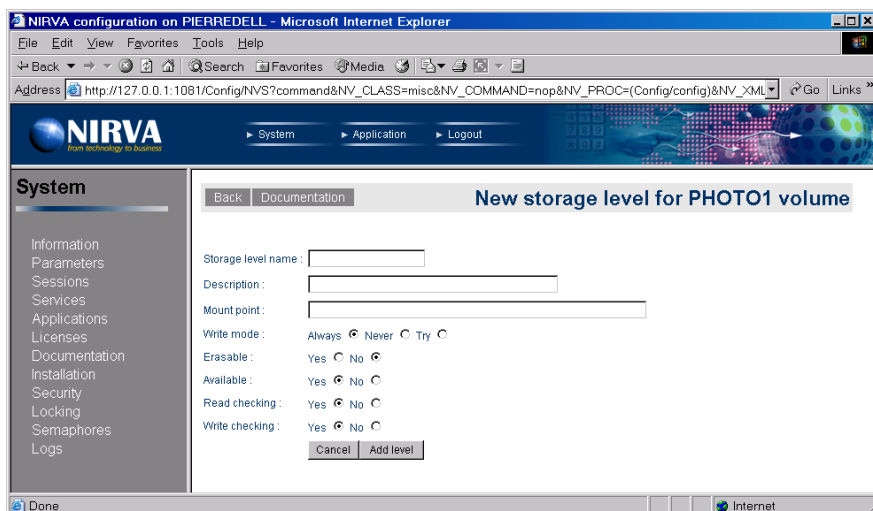 NIRVA configuration on PIERREDELL - Microsoft Internet Explorer
File Edit View Favorites Tools Help
Back Search Favorites Media
Address http://127.0.0.1:1081/Config/NVS?command&NV_CLASS=misc&NV_COMMAND=nop&NV_PROC=(Config/config)&NV_XML Go Links »
NIRVA
from technology to business
System Application Logout
System
Back Documentation
New storage level for PHOTO1 volume
Information
Parameters
Sessions
Services
Applications
Licenses
Documentation
Installation
Security
Locking
Semaphores
Logs
Storage level name :
Description :
Mount point :
Write mode : Always Never Try
Erasable : Yes No
Available : Yes No
Read checking : Yes No
Write checking : Yes No
Cancel Add level
Done Internet